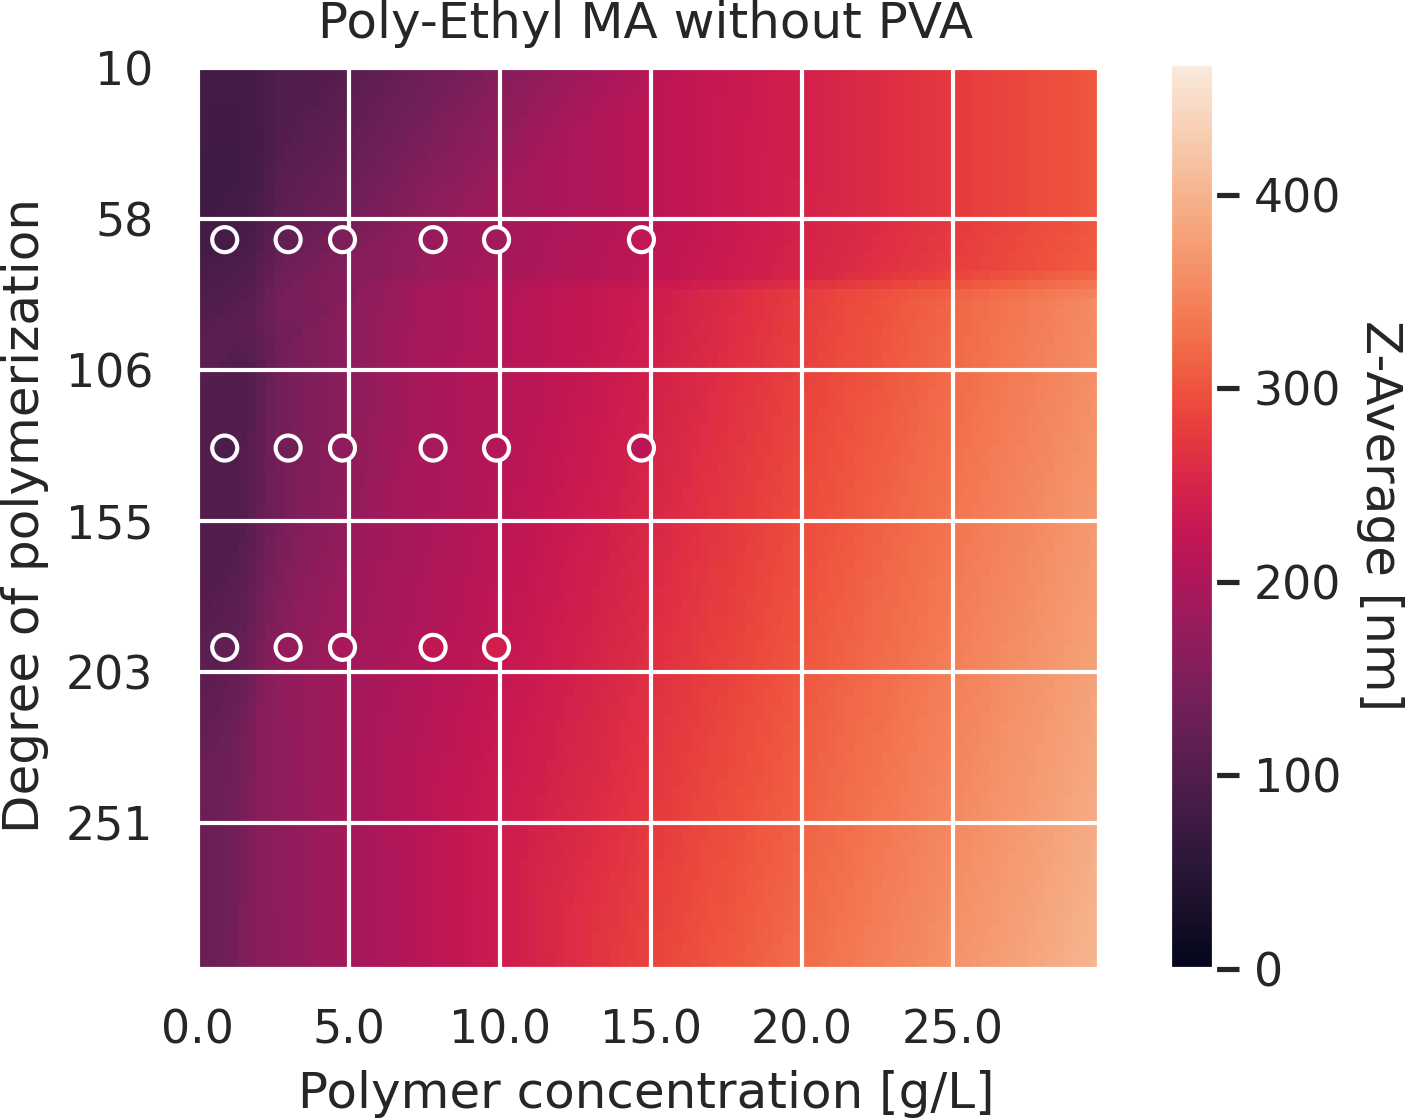 Poly-Ethyl MA without PVA
10
58
106
155
203
251
Degree of polymerization
0.0 5.0 10.0 15.0 20.0 25.0
Polymer concentration [g/L]
400
300
200
100
0
Z-Average [nm]